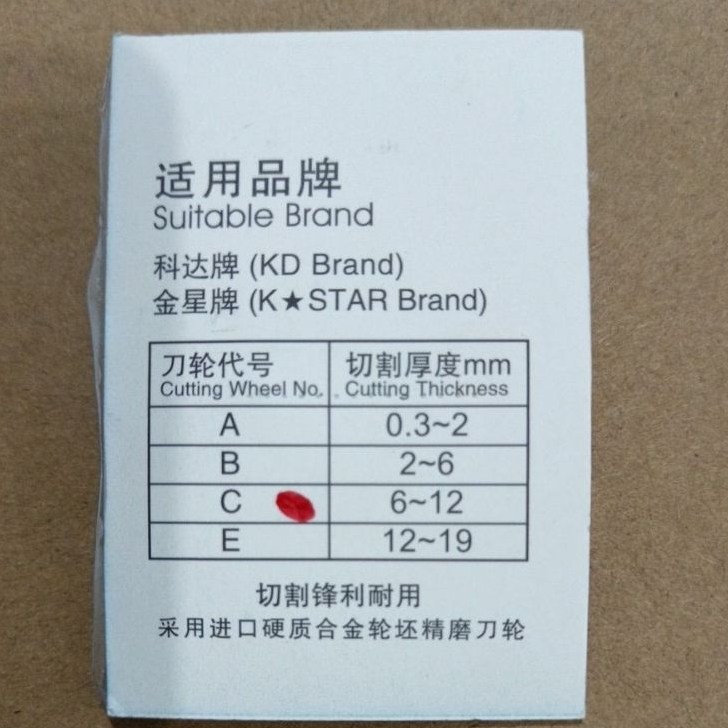 适用品牌
Suitable Brand
科达牌 (KD Brand)
金星牌 (K★STAR Brand)
刀轮代号 切割厚度mm
Cutting Wheel No. Cutting Thickness
A 0.3~2
B 2~6
C 6~12
E 12~19
切割锋利耐用
采用进口硬质合金轮坯精磨刀轮